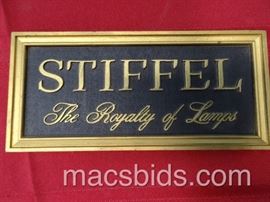 STIFFEL
The Royalty of Lamps
macsbids.com